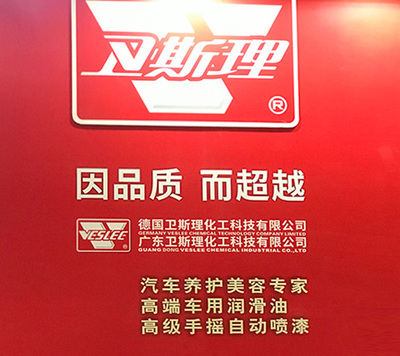 卫斯理
®
因品质 而超越
德国卫斯理化工科技有限公司
GERMANY VESLEE CHEMICAL TECHNOLOGY COMPANY LIMITED
VESLEE
®
广东卫斯理化工科技有限公司
GUANG DONG VESLEE CHEMICAL INDUSTRIAL CO.,LTD
汽车养护美容专家
高端车用润滑油
高级手摇自动喷漆